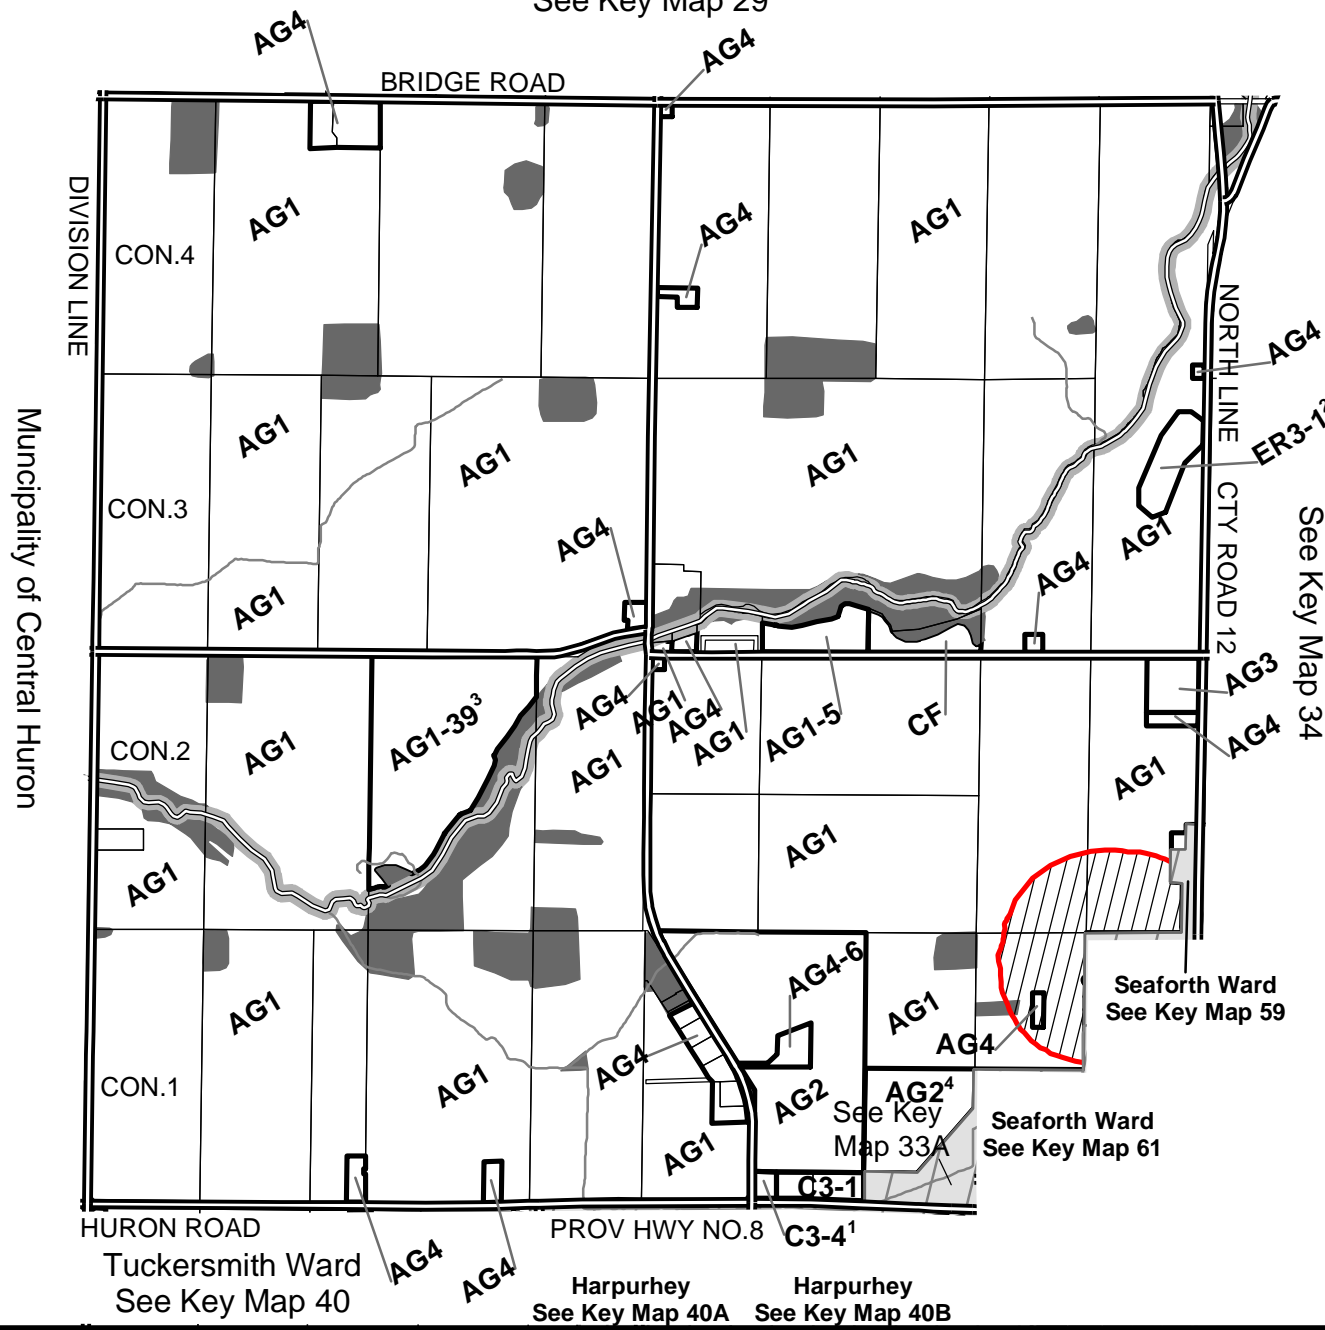 See Key Map 29
AG4
AG4
BRIDGE ROAD
DIVISION LINE
AG1
AG4
AG1
CON.4
NORTH LINE
AG4
Muncipality of Central Huron
AG1
AG1
AG1
ER3-1
CON.3
CTY ROAD 12
See Key Map 34
AG4
AG1
AG4
AG1
AG3
AG4
AG1
AG4
AG1
AG1-5
CF
AG4
CON.2
AG1
AG1-39³
AG1
AG1
AG1
AG1
AG4-6
Seaforth Ward
See Key Map 59
AG1
AG1
AG4
AG4
CON.1
AG1
AG2
AG2⁴
See Key
Map 33A
Seaforth Ward
See Key Map 61
AG1
C3-1
HURON ROAD
PROV HWY NO.8
C3-4¹
AG4
AG4
Tuckersmith Ward
See Key Map 40
Harpurhey
See Key Map 40A
Harpurhey
See Key Map 40B